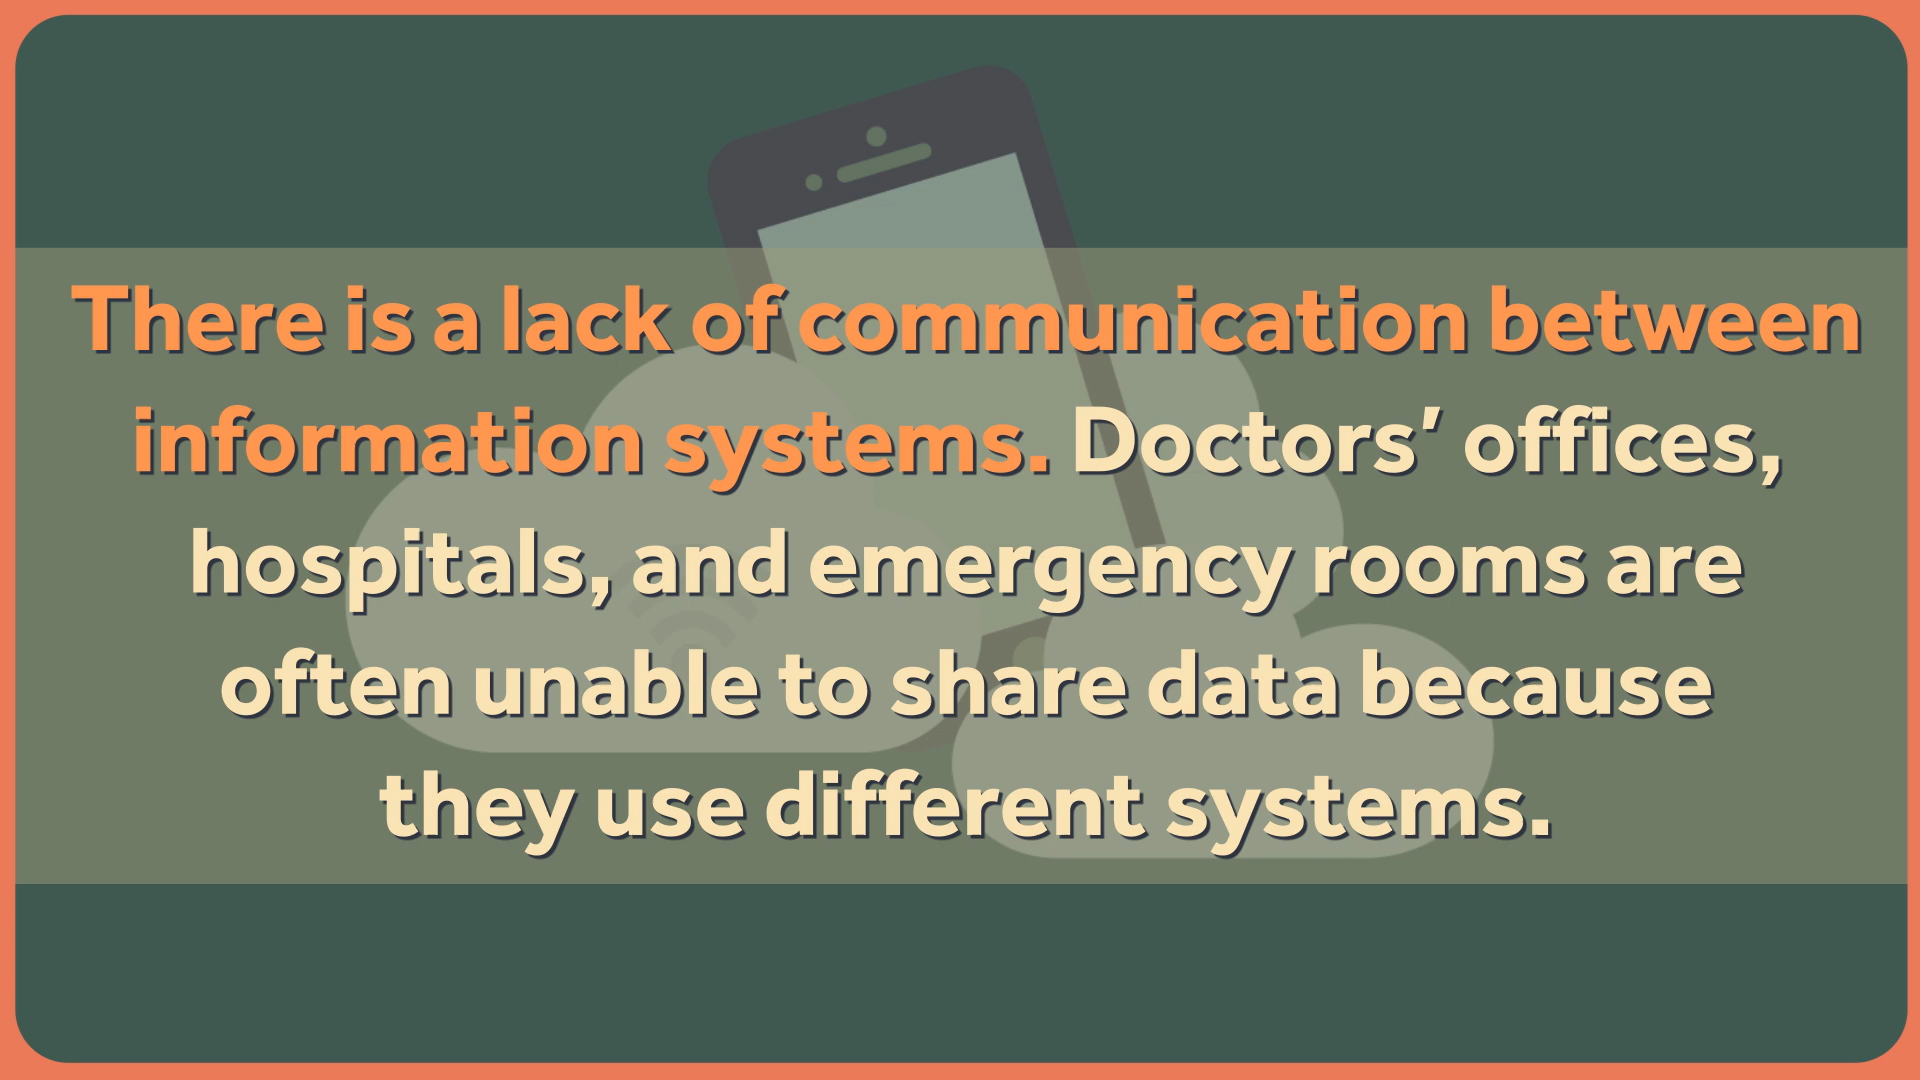 There is a lack of communication between
information systems. Doctors’ offices,
hospitals, and emergency rooms are
often unable to share data because
they use different systems.